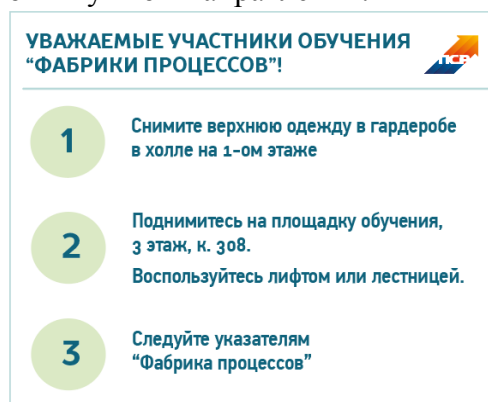 УВАЖАЕМЫЕ УЧАСТНИКИ ОБУЧЕНИЯ
“ФАБРИКИ ПРОЦЕССОВ”!
ПСРА
1
Снимите верхнюю одежду в гардеробе
в холле на 1-ом этаже
2
Поднимитесь на площадку обучения,
3 этаж, к. 308.
Воспользуйтесь лифтом или лестницей.
3
Следуйте указателям
“Фабрика процессов”